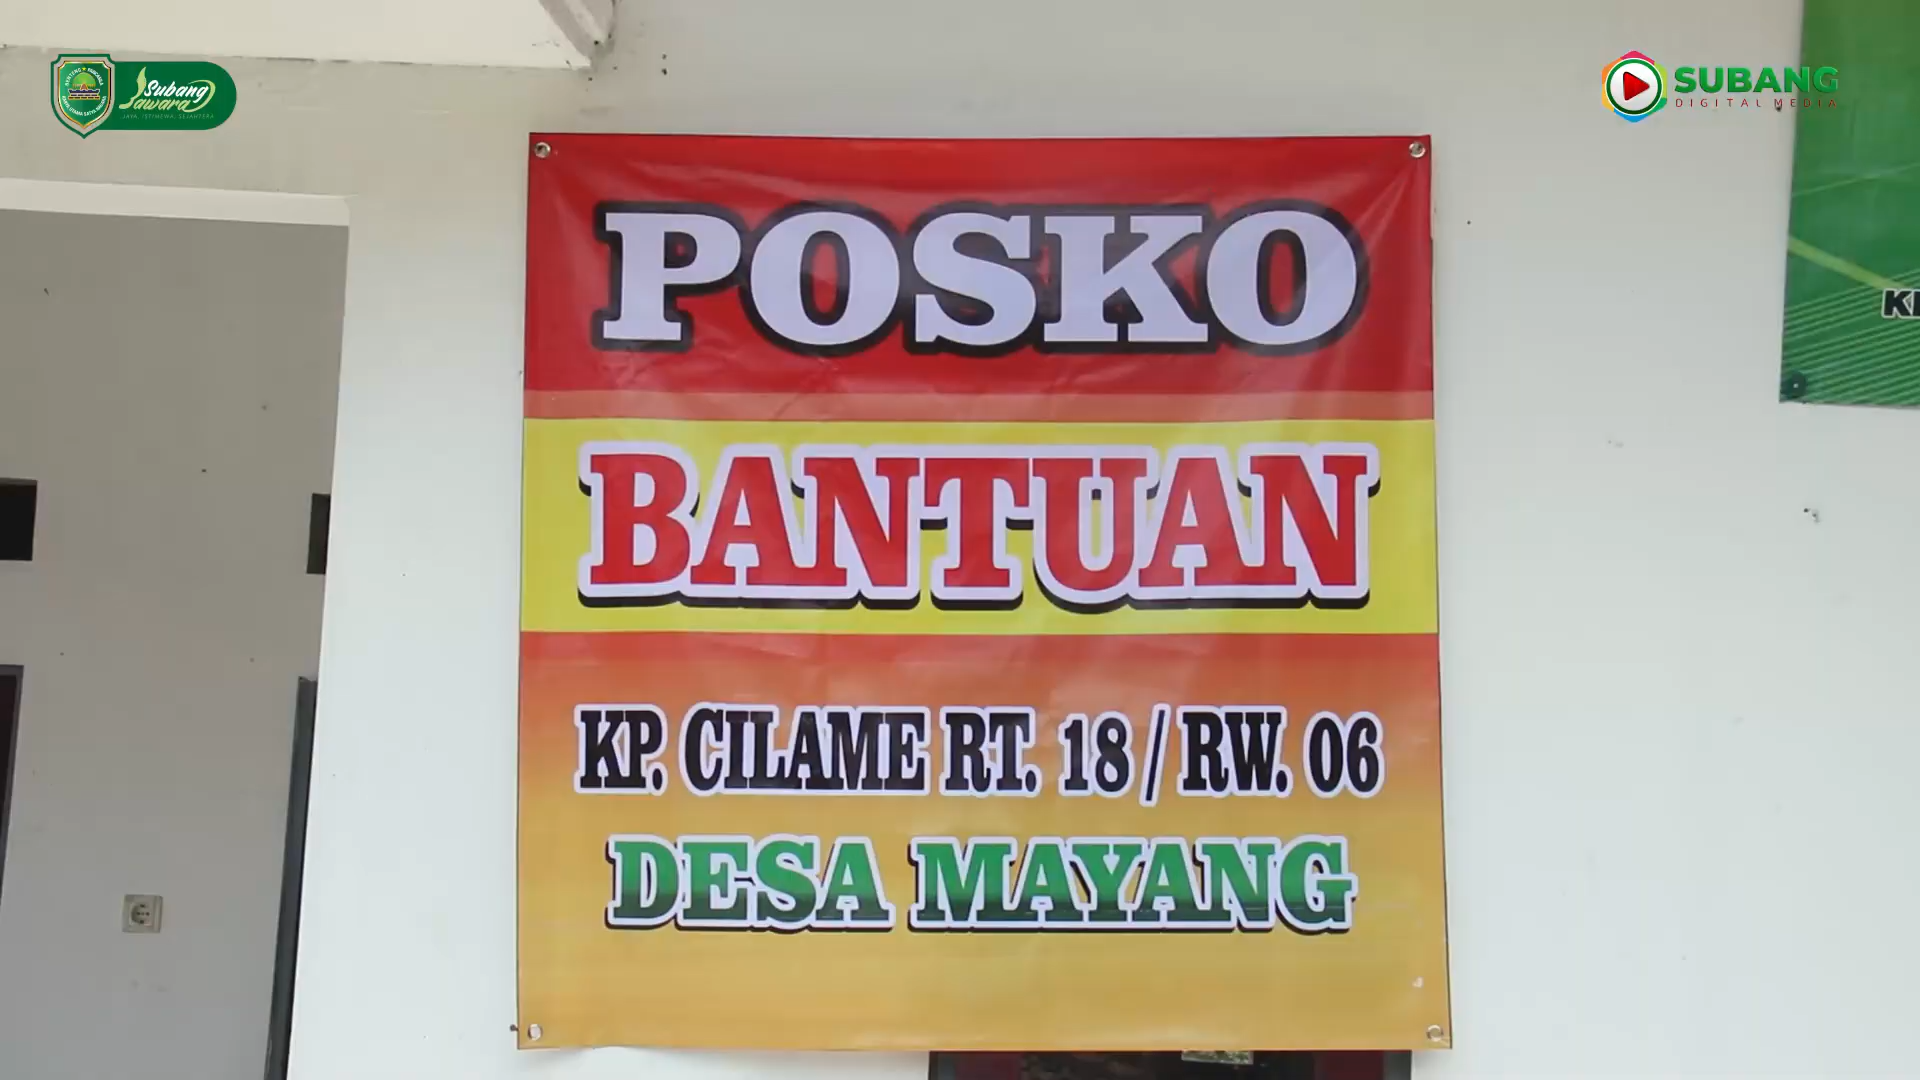 Subang
Jawara
JAYA, ISTIMEWA, SEJAHTERA
SUBANG
DIGITAL MEDIA
POSKO
BANTUAN
KP. CILAME RT. 18 / RW. 06
DESA MAYANG